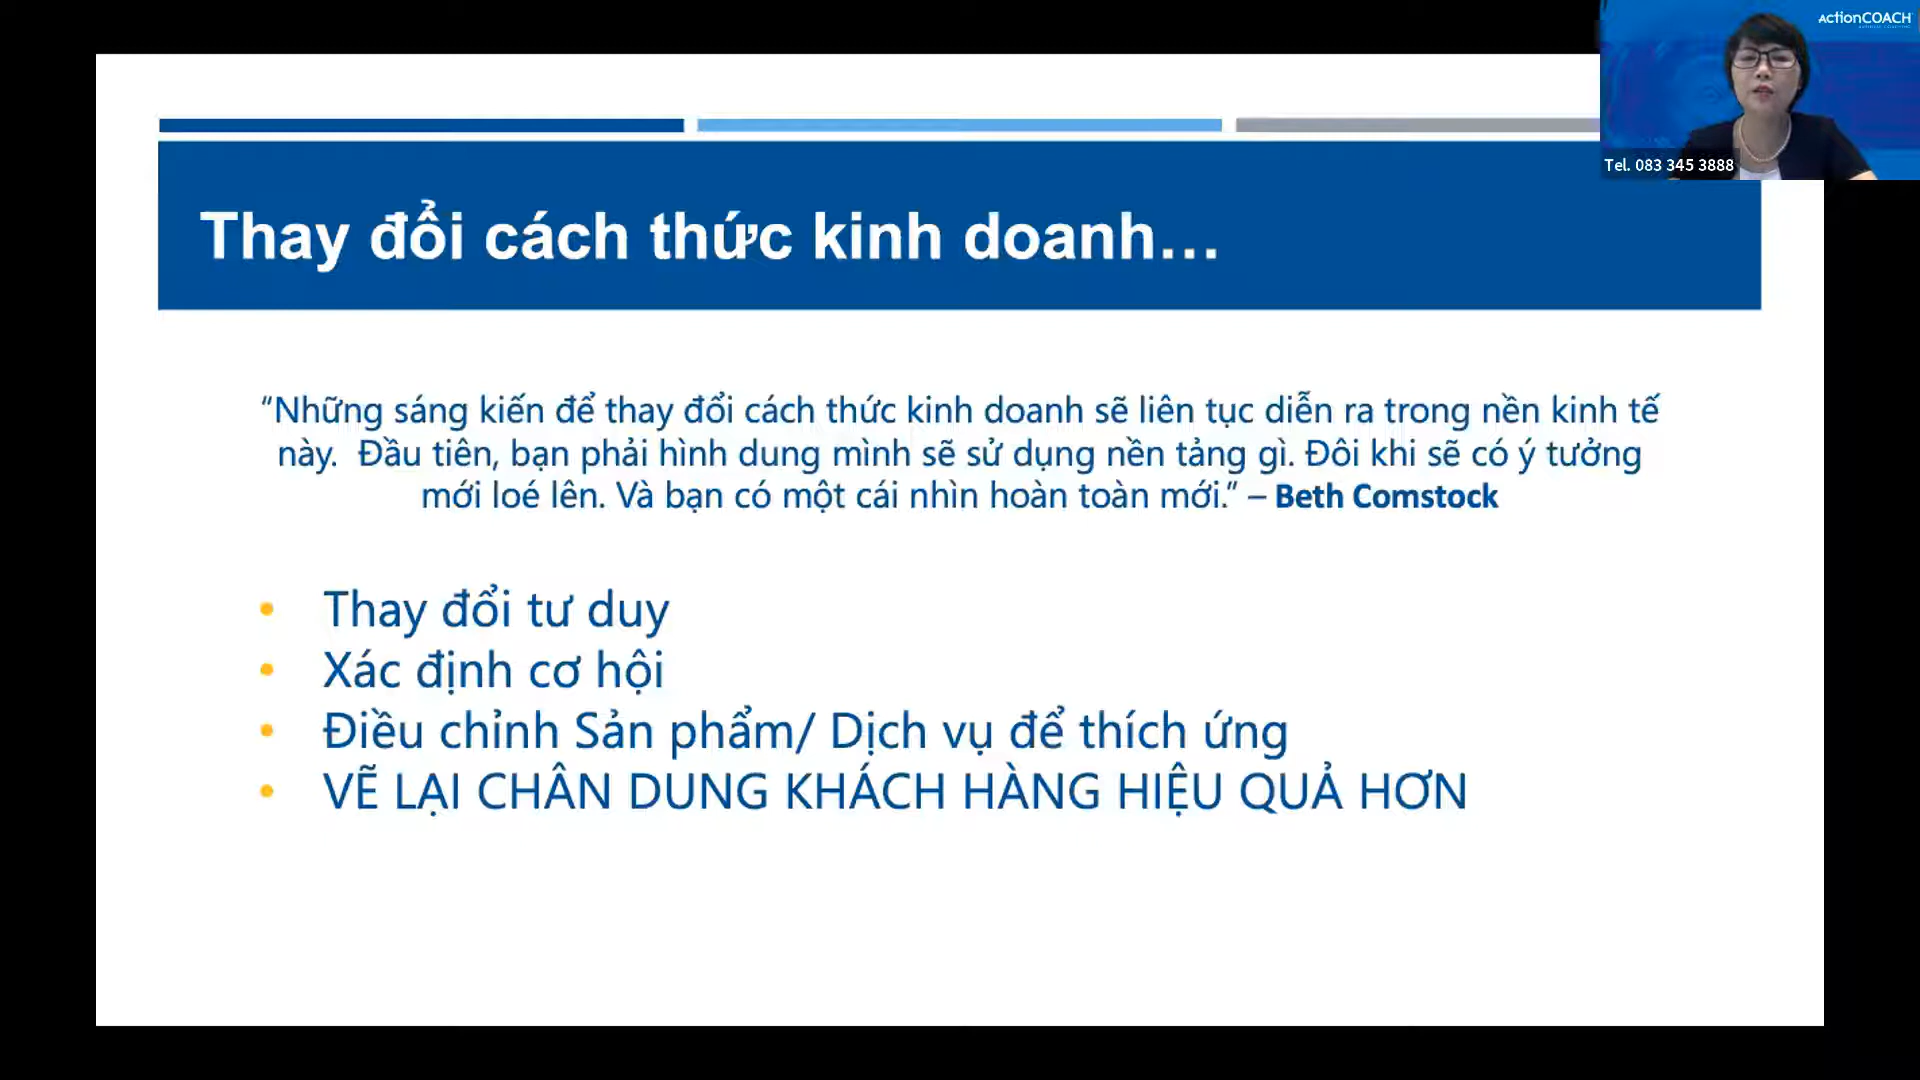 actionCOACH
Tel. 083 345 3888
Thay đổi cách thức kinh doanh...
“Những sáng kiến để thay đổi cách thức kinh doanh sẽ liên tục diễn ra trong nền kinh tế
này. Đầu tiên, bạn phải hình dung mình sẽ sử dụng nền tảng gì. Đôi khi sẽ có ý tưởng
mới loé lên. Và bạn có một cái nhìn hoàn toàn mới.” – Beth Comstock
• Thay đổi tư duy
• Xác định cơ hội
• Điều chỉnh Sản phẩm/ Dịch vụ để thích ứng
• VẼ LẠI CHÂN DUNG KHÁCH HÀNG HIỆU QUẢ HƠN